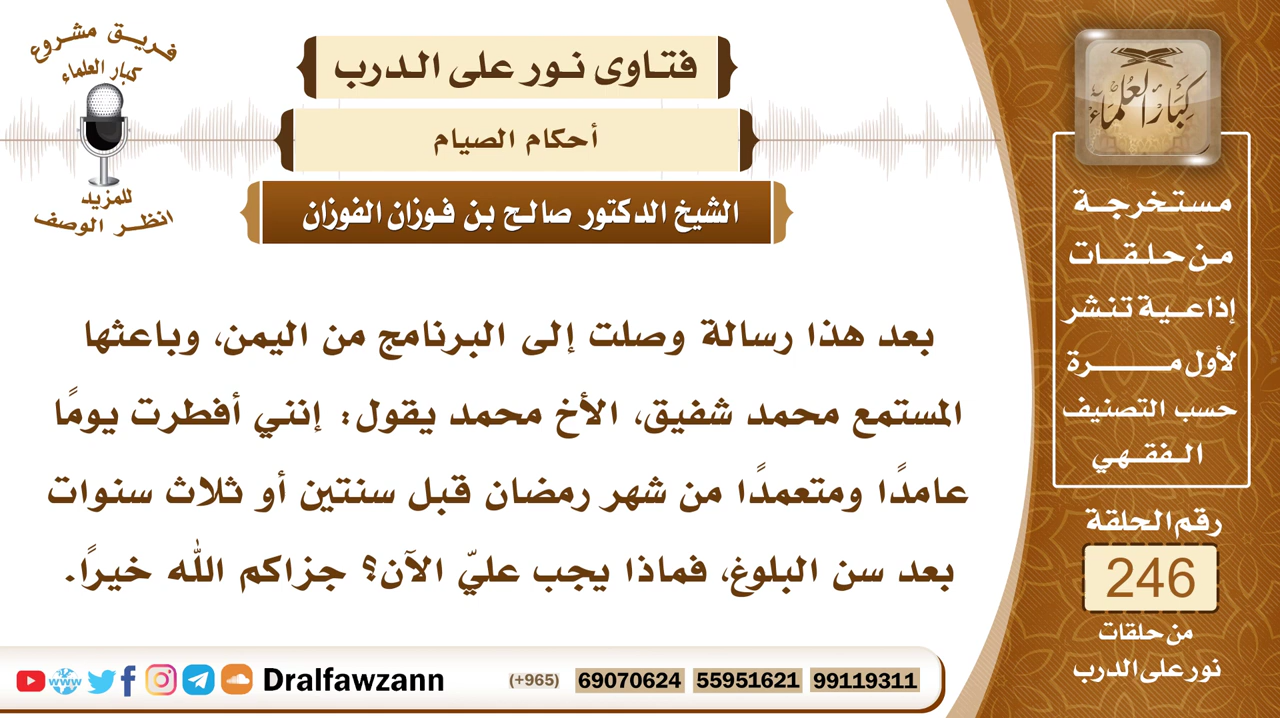 فريق مشروع
كبار العلماء
للمزيد
انظر الوصف
فتاوى نور على الدرب
أحكام الصيام
الشيخ الدكتور صالح بن فوزان الفوزان
بعد هذا رسالة وصلت إلى البرنامج من اليمن، وباعثها
المستمع محمد شفيق، الأخ محمد يقول: إنني أفطرت يومًا
عامدًا ومتعمدًا من شهر رمضان قبل سنتين أو ثلاث سنوات
بعد سن البلوغ، فماذا يجب عليّ الآن؟ جزاكم الله خيرًا.
كِبَارُ العُلَمَاء
مستخرجة
من حلقات
إذاعية تنشر
لأول مرة
حسب التصنيف
الفقهي
رقم الحلقة
246
من حلقات
نور على الدرب
www Dralfawzann (+965) 69070624 55951621 99119311